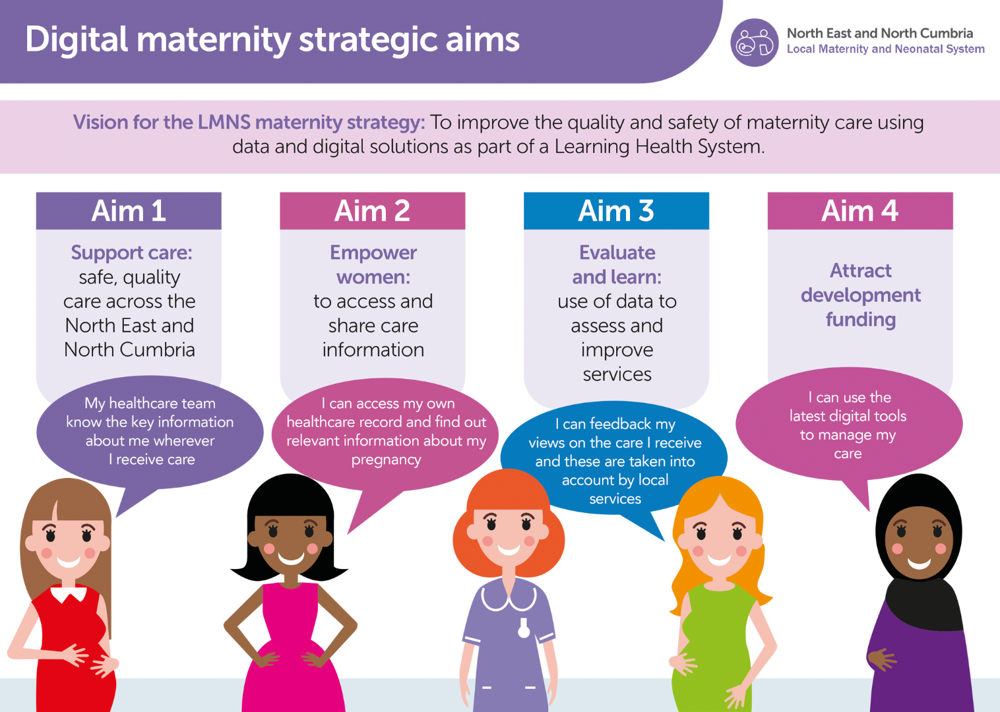 Digital maternity strategic aims
North East and North Cumbria
Local Maternity and Neonatal System
Vision for the LMNS maternity strategy: To improve the quality and safety of maternity care using
data and digital solutions as part of a Learning Health System.
Aim 1
Support care:
safe, quality
care across the
North East and
North Cumbria
My healthcare team
know the key information
about me wherever
I receive care
Aim 2
Empower
women:
to access and
share care
information
I can access my own
healthcare record and find out
relevant information about my
pregnancy
Aim 3
Evaluate
and learn:
use of data to
assess and
improve
services
I can feedback my
views on the care I receive
and these are taken into
account by local
services
Aim 4
Attract
development
funding
I can use the
latest digital tools
to manage my
care